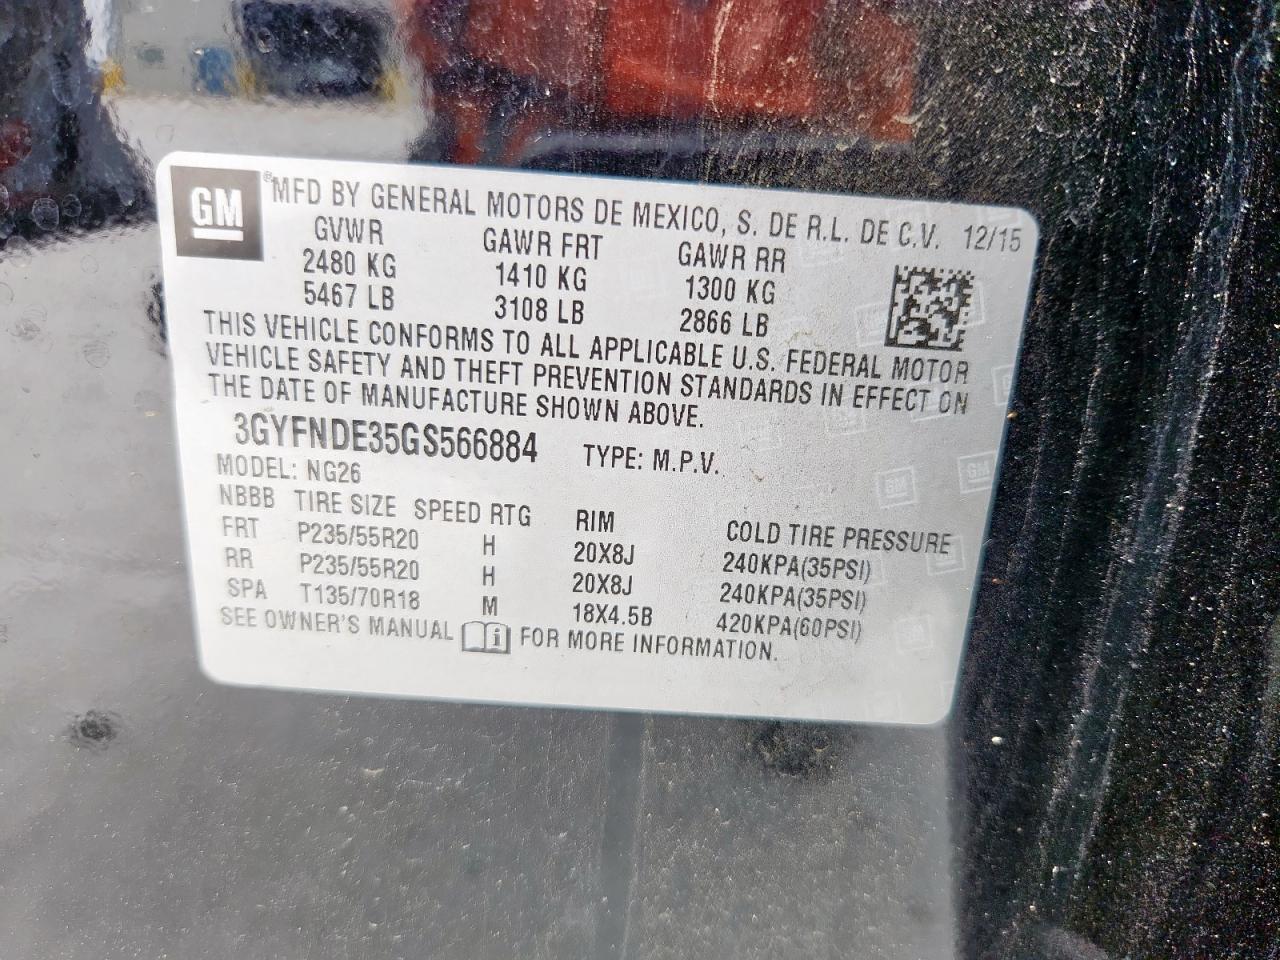 GM ® MFD BY GENERAL MOTORS DE MEXICO, S. DE R.L. DE C.V. 12/15
GVWR GAWR FRT GAWR RR
2480 KG 1410 KG 1300 KG
5467 LB 3108 LB 2866 LB
THIS VEHICLE CONFORMS TO ALL APPLICABLE U.S. FEDERAL MOTOR
VEHICLE SAFETY AND THEFT PREVENTION STANDARDS IN EFFECT ON
THE DATE OF MANUFACTURE SHOWN ABOVE.
3GYFNDE35GS566884 TYPE: M.P.V.
MODEL: NG26
NBBB TIRE SIZE SPEED RTG RIM COLD TIRE PRESSURE
FRT P235/55R20 H 20X8J 240KPA(35PSI)
RR P235/55R20 H 20X8J 240KPA(35PSI)
SPA T135/70R18 M 18X4.5B 420KPA(60PSI)
SEE OWNER'S MANUAL i FOR MORE INFORMATION.